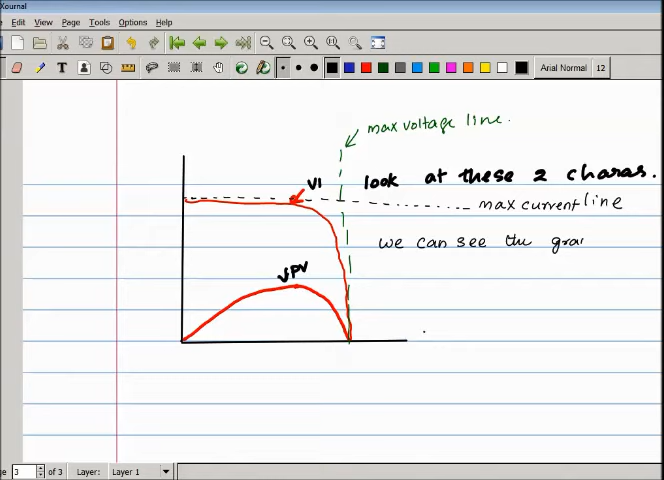 Xournal
Edit View Page Tools Options Help
Arial Normal 12
max voltage line.
VI
look at these 2 charas.
max current line
we can see the gra
VPV
3 of 3 Layer: Layer 1